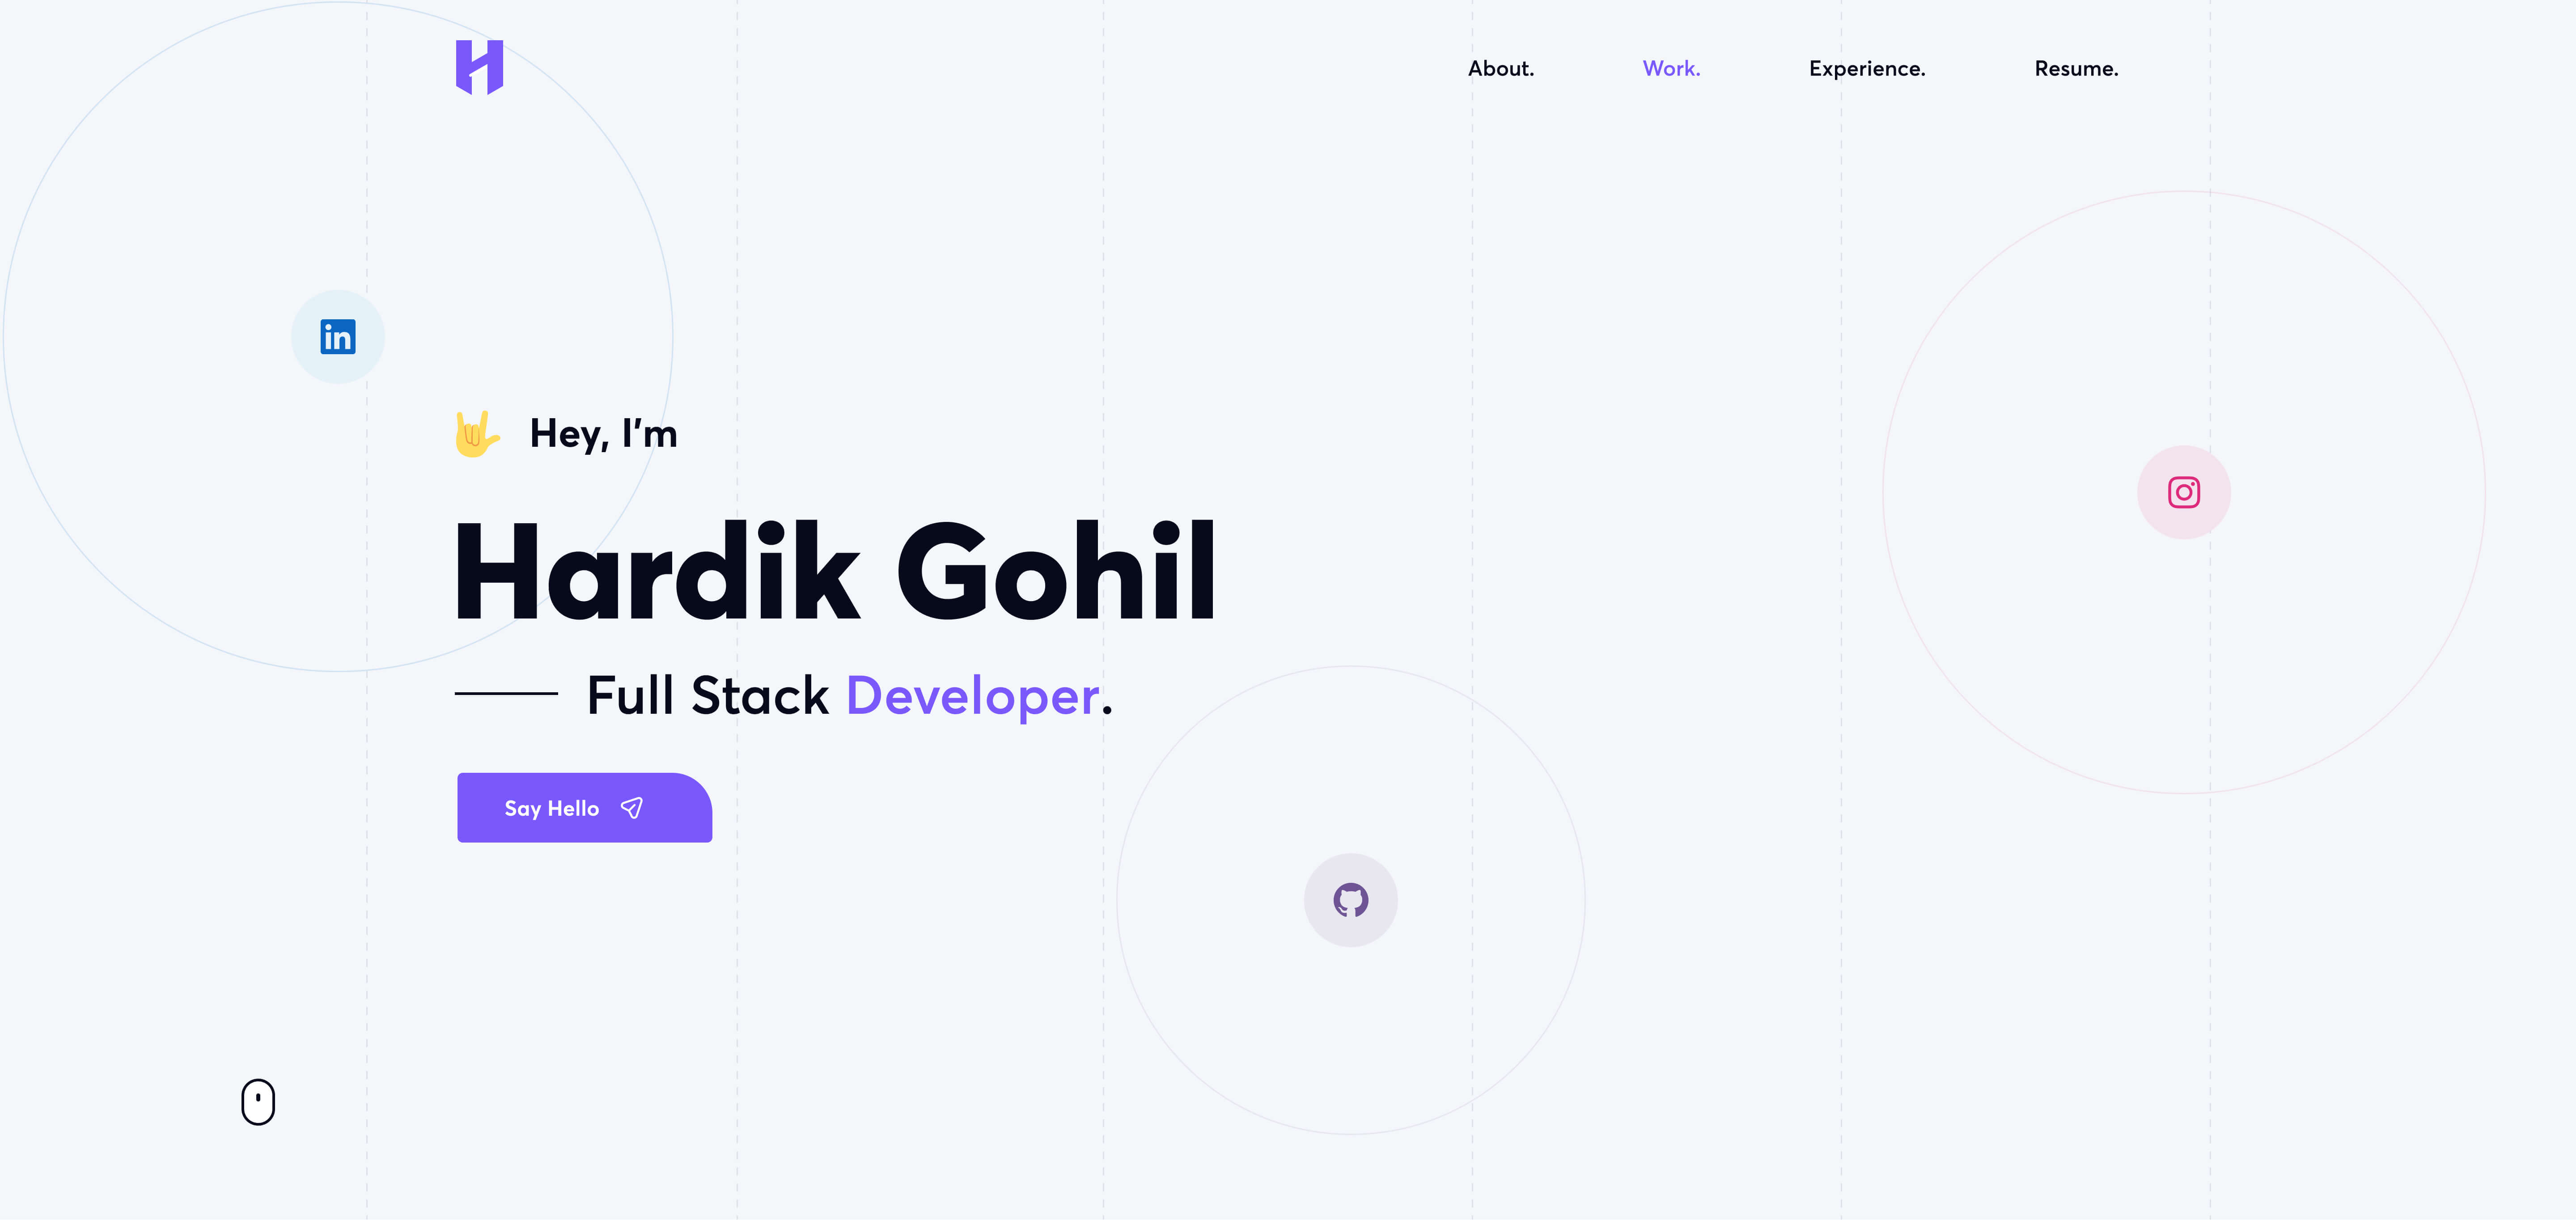 H
About. Work. Experience. Resume.
in
Hey, I'm
Hardik Gohil
Full Stack Developer.
Say Hello